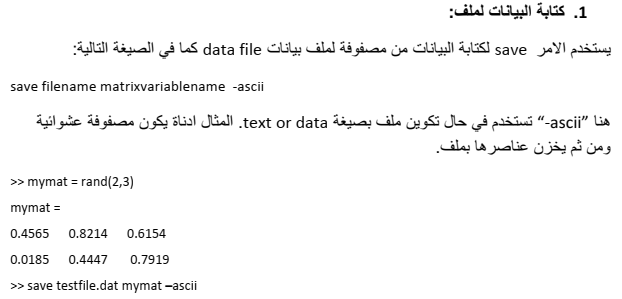 1. كتابة البيانات لملف:
يستخدم الامر save لكتابة البيانات من مصفوفة لملف بيانات data file كما في الصيغة التالية:
save filename matrixvariablename -ascii
هنا "ascii-" تستخدم في حال تكوين ملف بصيغة text or data. المثال ادناة يكون مصفوفة عشوائية
ومن ثم يخزن عناصرها بملف.
>> mymat = rand(2,3)
mymat =
0.4565 0.8214 0.6154
0.0185 0.4447 0.7919
>> save testfile.dat mymat –ascii